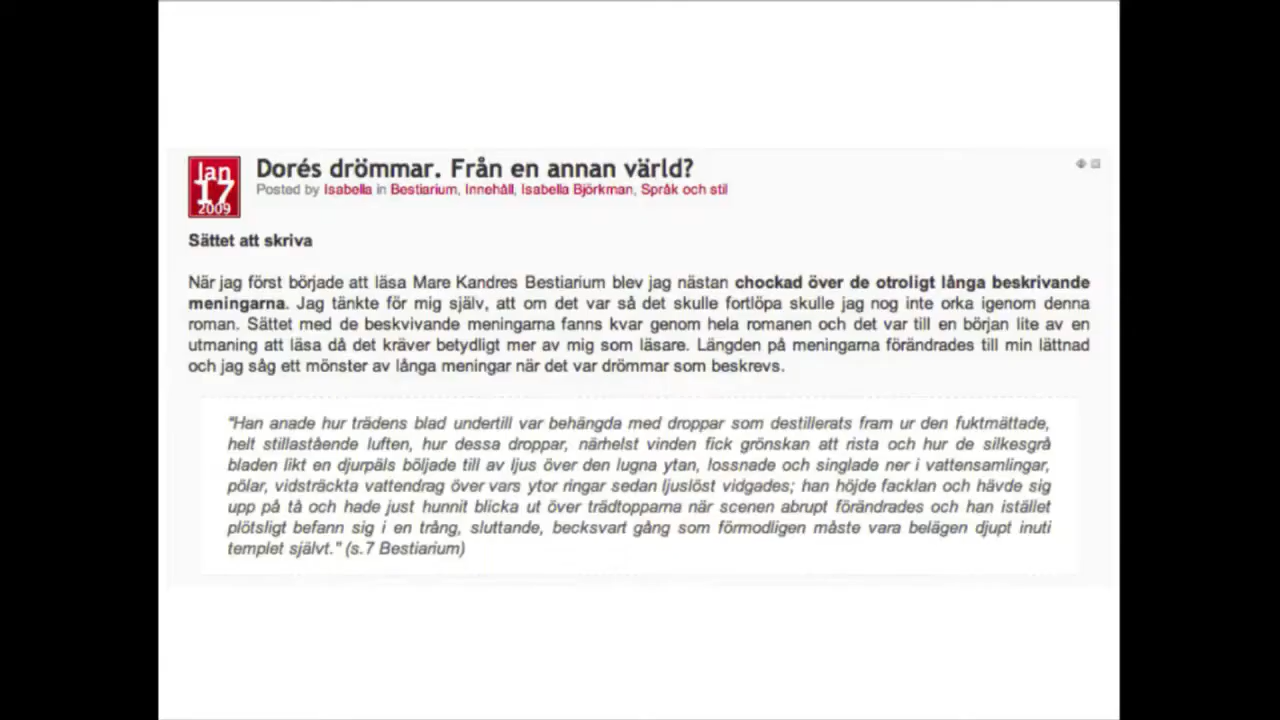 Jan
17
2009
Dorés drömmar. Från en annan värld?
Posted by Isabella in Bestiarium, Innehåll, Isabella Björkman, Språk och stil
Sättet att skriva
När jag först började att läsa Mare Kandres Bestiarium blev jag nästan chockad över de otroligt långa beskrivande
meningarna. Jag tänkte för mig själv, att om det var så det skulle fortlöpa skulle jag nog inte orka igenom denna
roman. Sättet med de beskvivande meningarna fanns kvar genom hela romanen och det var till en början lite av en
utmaning att läsa då det kräver betydligt mer av mig som läsare. Längden på meningarna förändrades till min lättnad
och jag såg ett mönster av långa meningar när det var drömmar som beskrevs.
"Han anade hur trädens blad undertill var behängda med droppar som destillerats fram ur den fuktmättade,
helt stillastående luften, hur dessa droppar, närhelst vinden fick grönskan att rista och hur de silkesgrå
bladen likt en djurpäls böljade till av ljus över den lugna ytan, lossnade och singlade ner i vattensamlingar,
pölar, vidsträckta vattendrag över vars ytor ringar sedan ljuslöst vidgades; han höjde facklan och hävde sig
upp på tå och hade just hunnit blicka ut över trädtopparna när scenen abrupt förändrades och han istället
plötsligt befann sig i en trång, sluttande, becksvart gång som förmodligen måste vara belägen djupt inuti
templet självt." (s.7 Bestiarium)